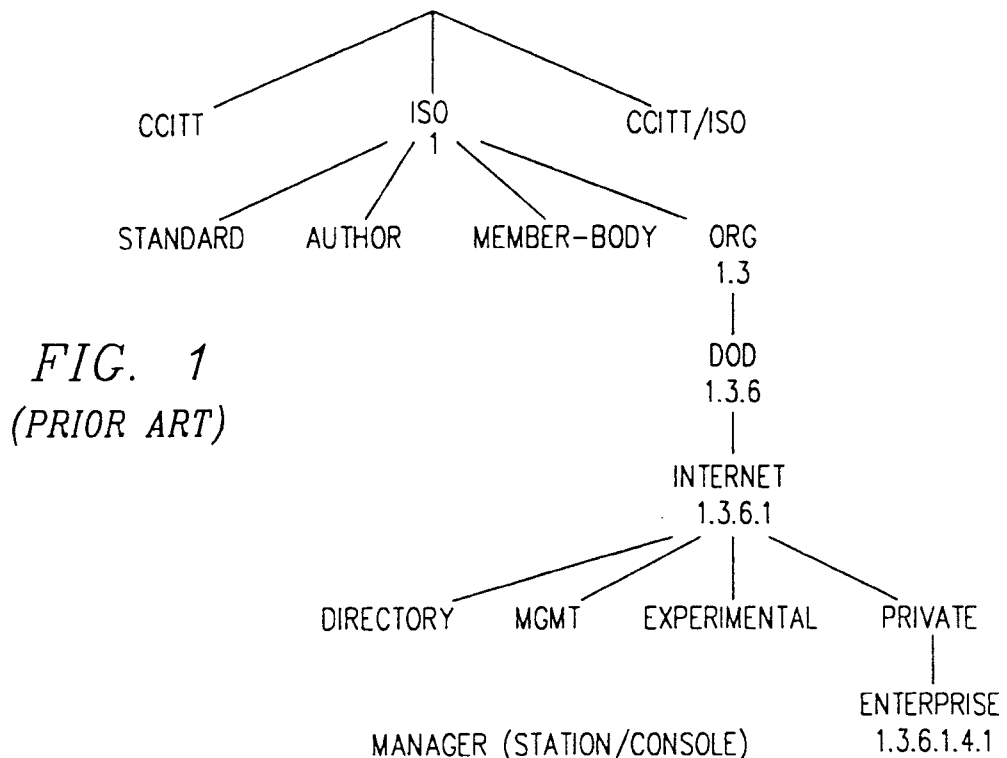 CCITT
ISO
1
CCITT/ISO
STANDARD
AUTHOR
MEMBER-BODY
ORG
1.3
DOD
1.3.6
FIG. 1
(PRIOR ART)
INTERNET
1.3.6.1
DIRECTORY
MGMT
EXPERIMENTAL
PRIVATE
ENTERPRISE
1.3.6.1.4.1
MANAGER (STATION/CONSOLE)